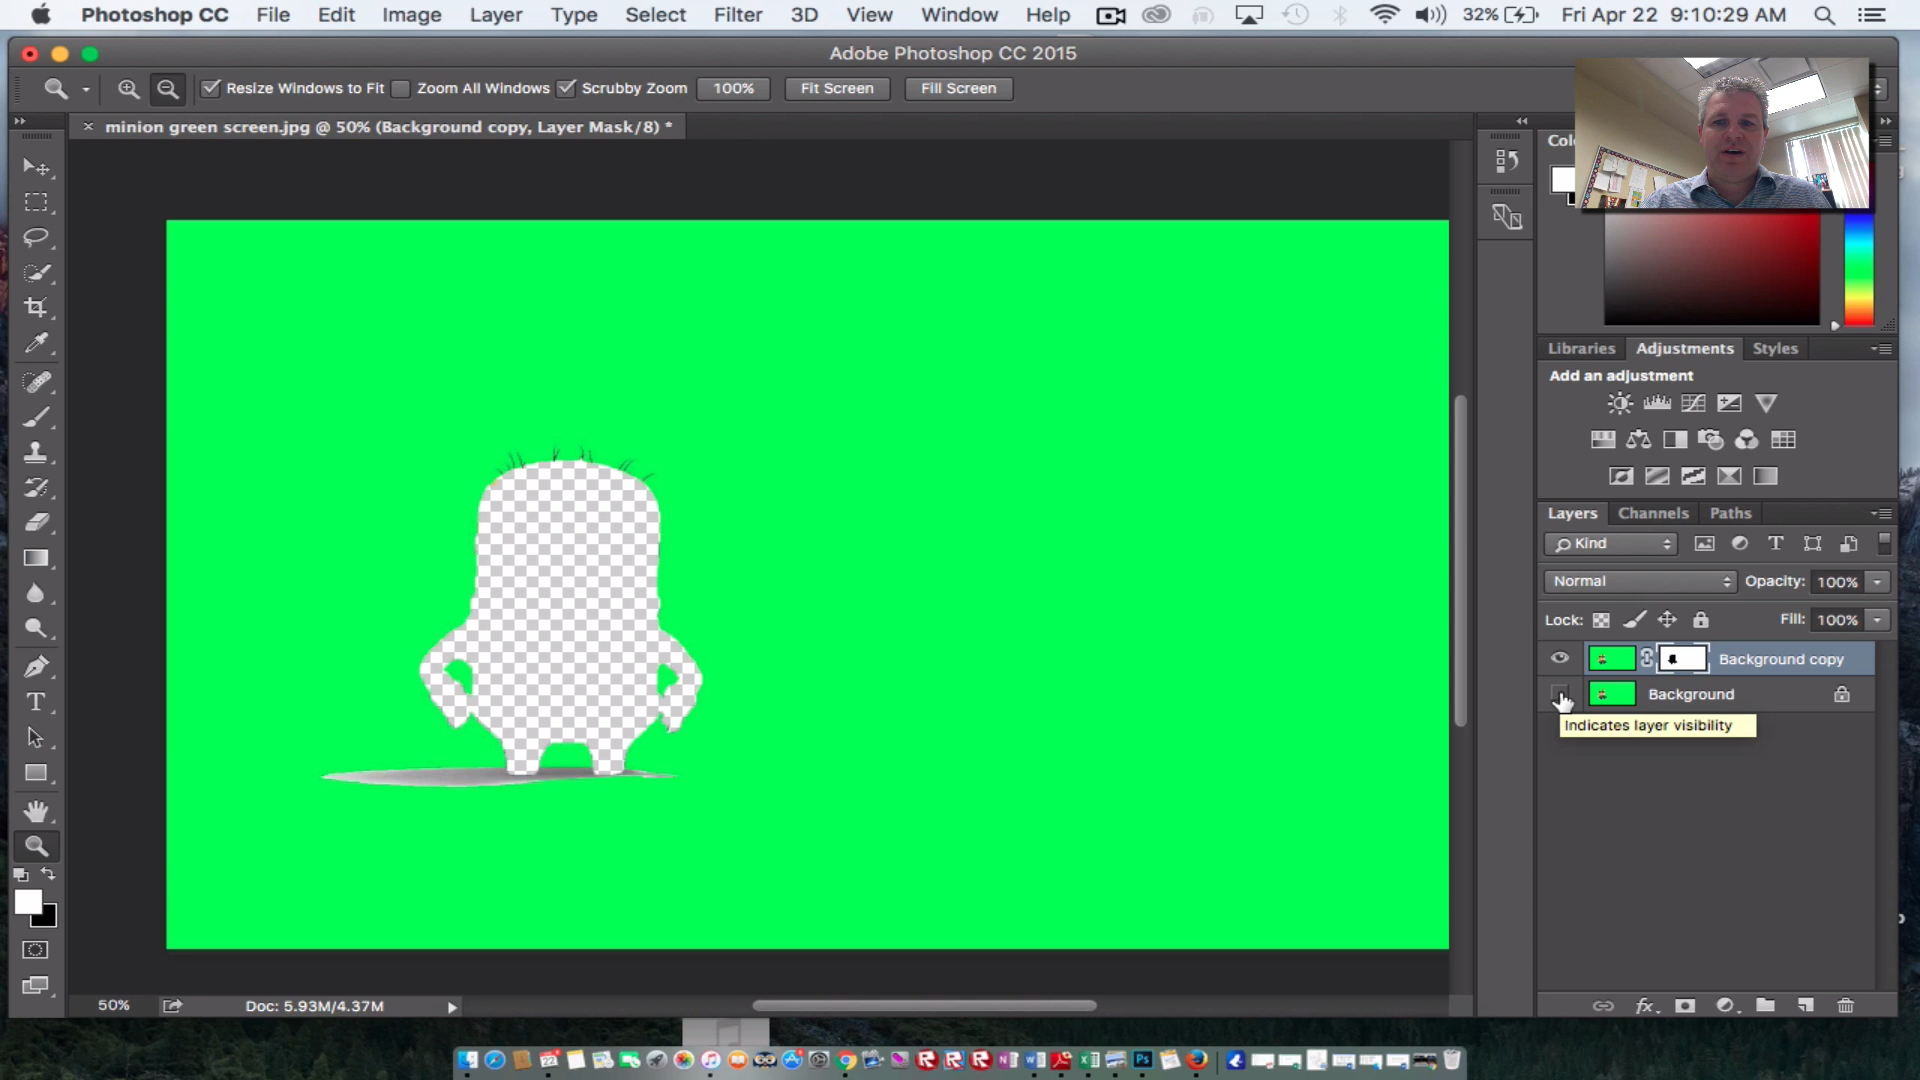 Photoshop CC File Edit Image Layer Type Select Filter 3D View Window Help 32% Fri Apr 22 9:10:29 AM
Adobe Photoshop CC 2015
Resize Windows to Fit Zoom All Windows Scrubby Zoom 100% Fit Screen Fill Screen
× minion green screen.jpg @ 50% (Background copy, Layer Mask/8) *
Libraries Adjustments Styles
Add an adjustment
Layers Channels Paths
Kind
Normal Opacity: 100%
Lock: Fill: 100%
Background copy
Background
Indicates layer visibility
50% Doc: 5.93M/4.37M